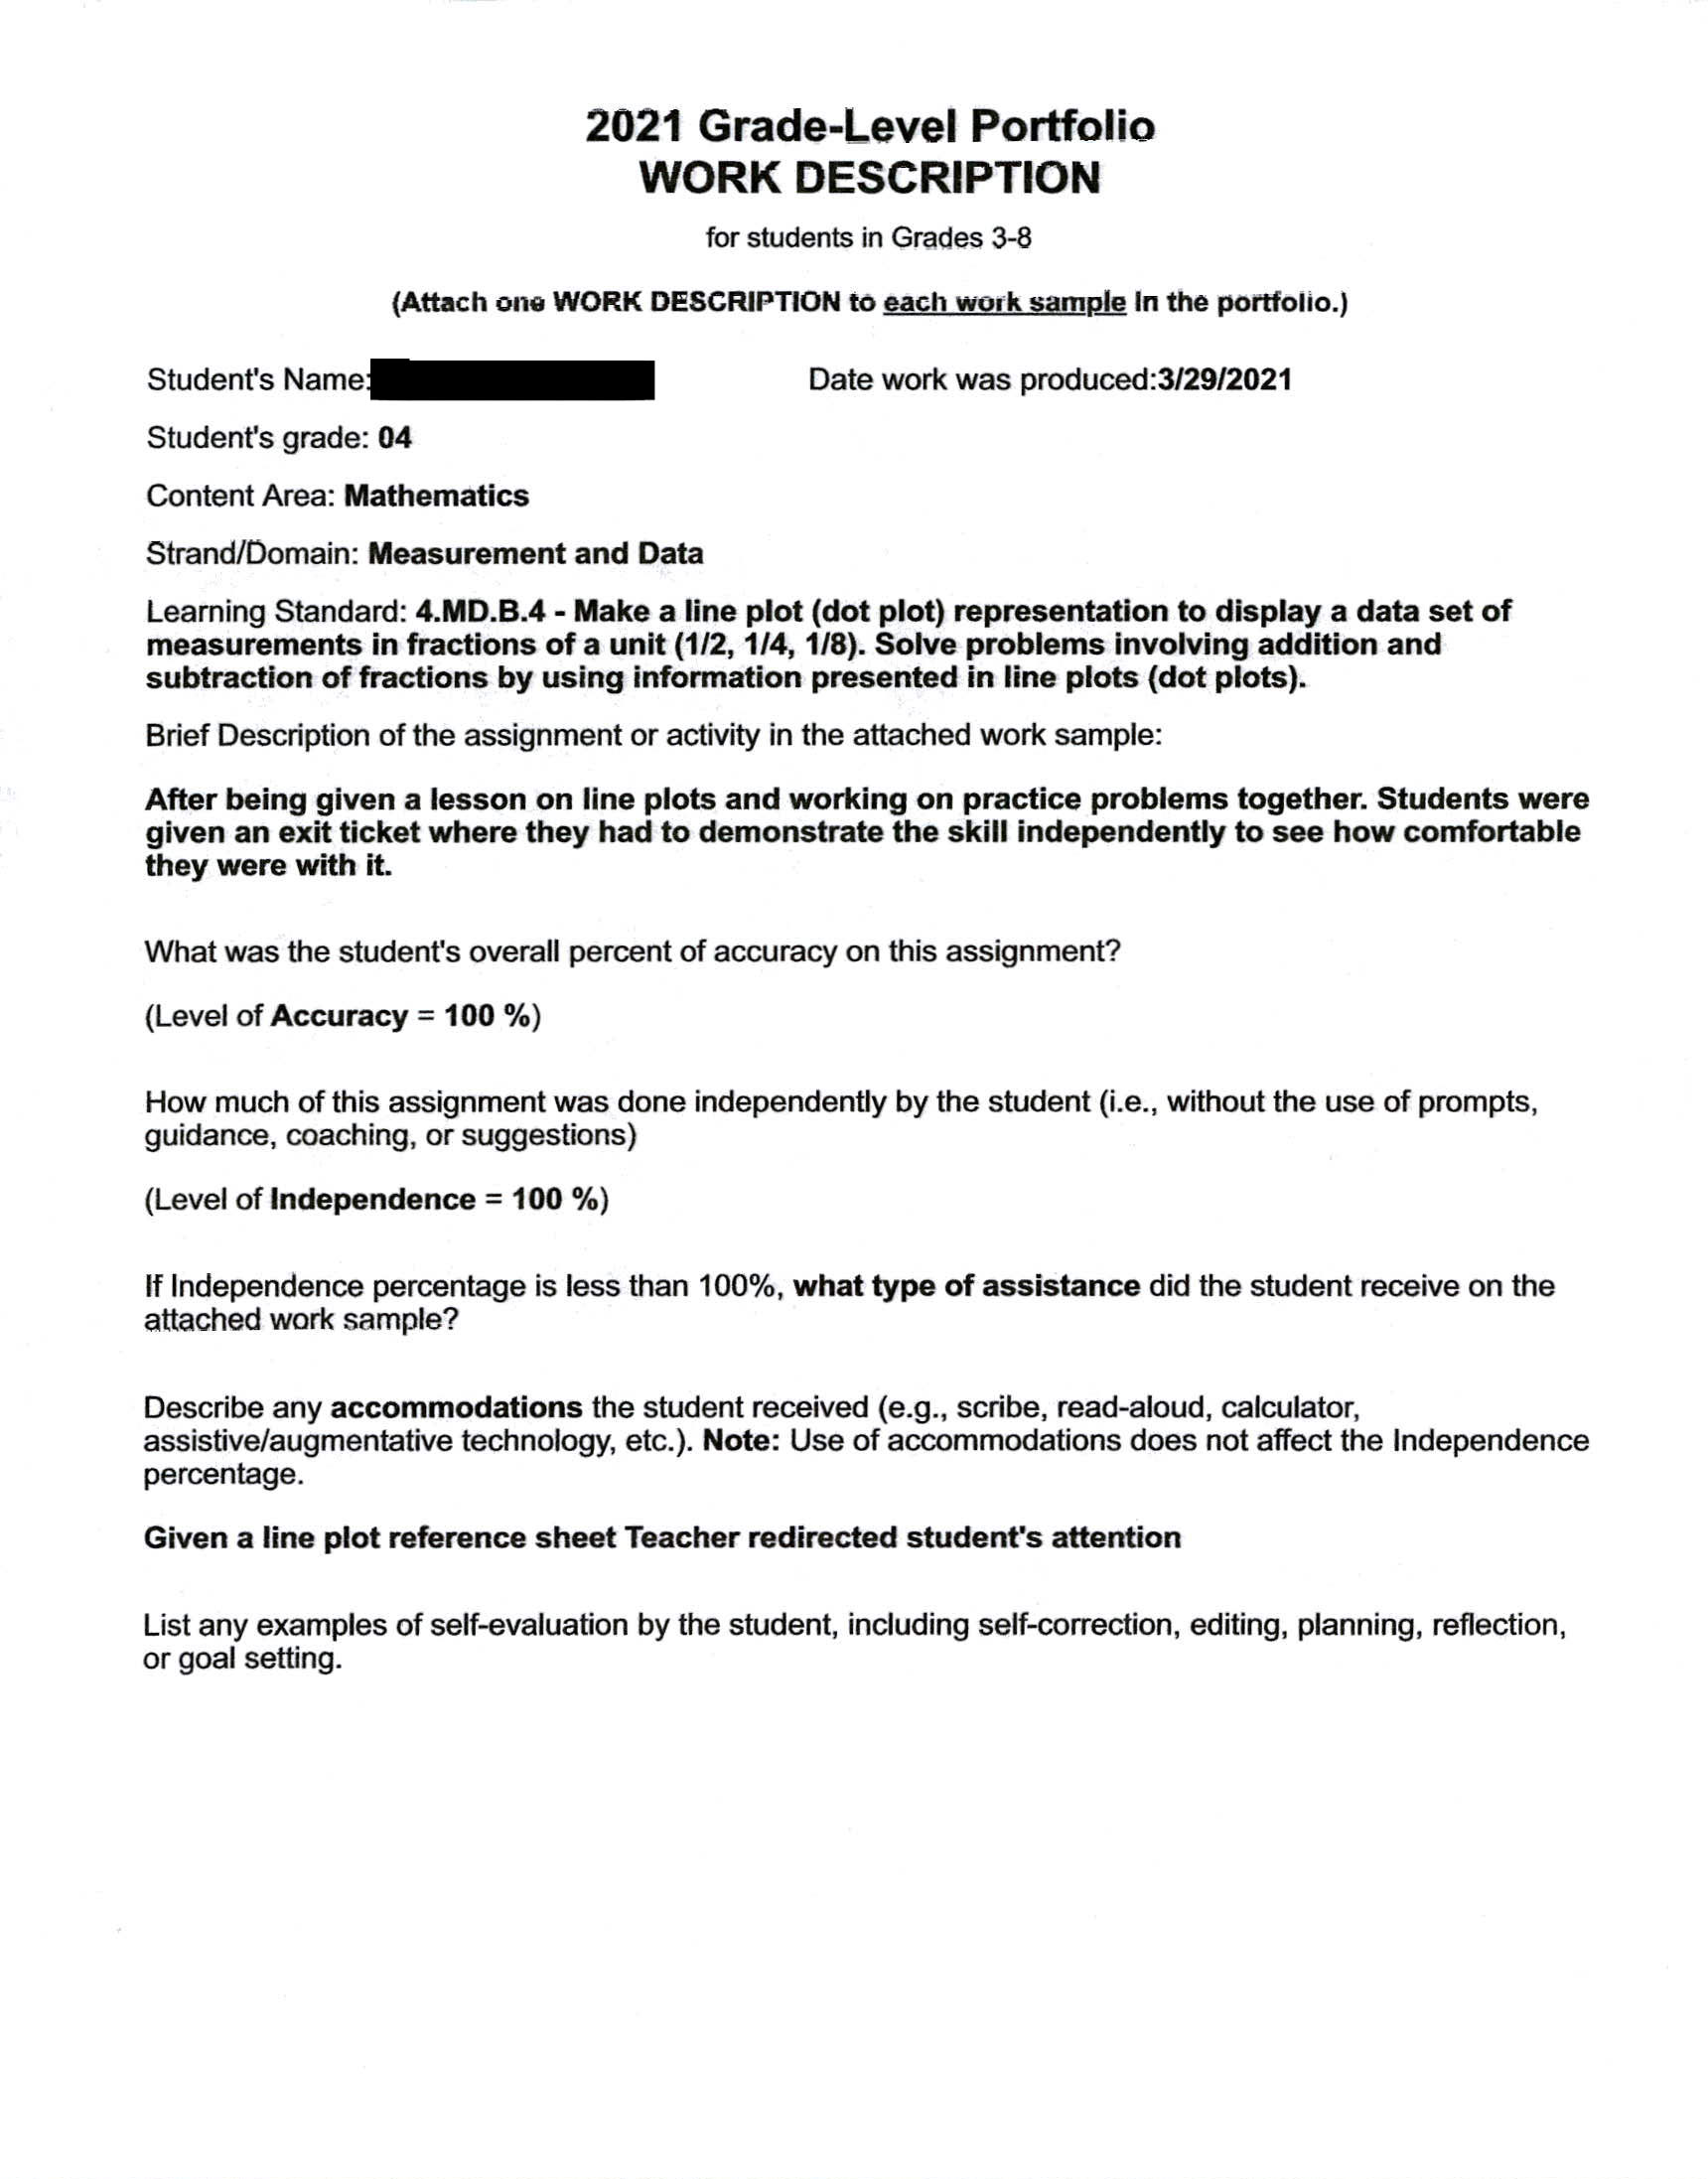 2021 Grade-Level Portfolio
WORK DESCRIPTION
for students in Grades 3-8
(Attach one WORK DESCRIPTION to each work sample in the portfolio.)
Student's Name: Date work was produced:3/29/2021
Student's grade: 04
Content Area: Mathematics
Strand/Domain: Measurement and Data
Learning Standard: 4.MD.B.4 - Make a line plot (dot plot) representation to display a data set of
measurements in fractions of a unit (1/2, 1/4, 1/8). Solve problems involving addition and
subtraction of fractions by using information presented in line plots (dot plots).
Brief Description of the assignment or activity in the attached work sample:
After being given a lesson on line plots and working on practice problems together. Students were
given an exit ticket where they had to demonstrate the skill independently to see how comfortable
they were with it.
What was the student's overall percent of accuracy on this assignment?
(Level of Accuracy = 100 %)
How much of this assignment was done independently by the student (i.e., without the use of prompts,
guidance, coaching, or suggestions)
(Level of Independence = 100 %)
If Independence percentage is less than 100%, what type of assistance did the student receive on the
attached work sample?
Describe any accommodations the student received (e.g., scribe, read-aloud, calculator,
assistive/augmentative technology, etc.). Note: Use of accommodations does not affect the Independence
percentage.
Given a line plot reference sheet Teacher redirected student's attention
List any examples of self-evaluation by the student, including self-correction, editing, planning, reflection,
or goal setting.